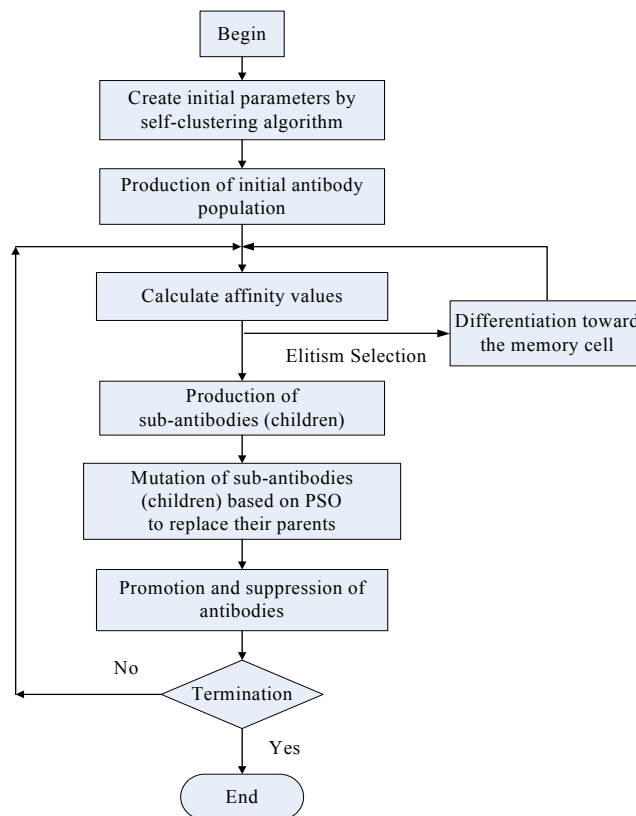 Begin
Create initial parameters by
self-clustering algorithm
Production of initial antibody
population
Calculate affinity values
Differentiation toward
the memory cell
Elitism Selection
Production of
sub-antibodies (children)
Mutation of sub-antibodies
(children) based on PSO
to replace their parents
Promotion and suppression of
antibodies
No
Termination
Yes
End